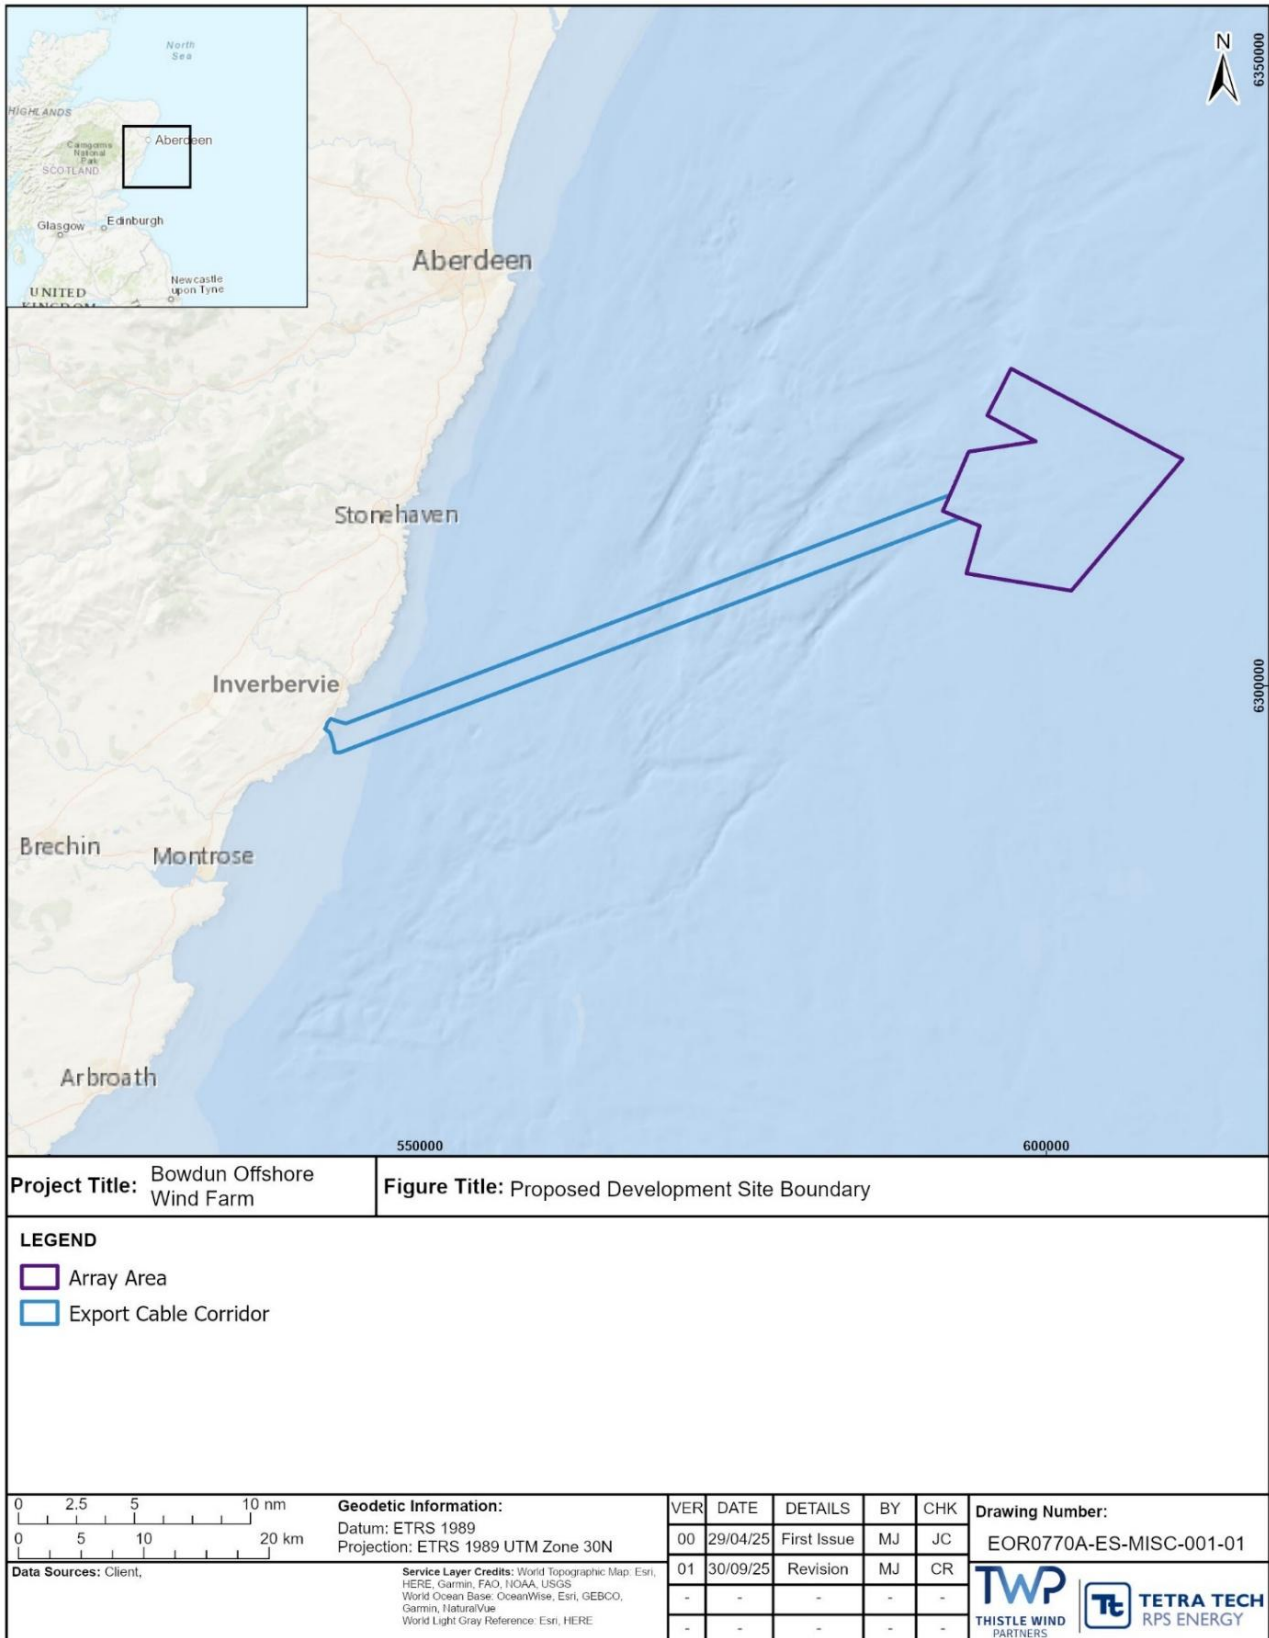 North
Sea
HIGHLANDS
Aberdeen
Cairngorms
National
Park
SCOTLAND
Glasgow
Edinburgh
Newcastle
upon Tyne
UNITED
KINGDOM
N
6350000
Aberdeen
Stonehaven
Inverbervie
6300000
Brechin
Montrose
Arbroath
550000
600000
Project Title: Bowdun Offshore
Wind Farm
Figure Title: Proposed Development Site Boundary
LEGEND
Array Area
Export Cable Corridor
0 2.5 5 10 nm
0 5 10 20 km
Geodetic Information:
Datum: ETRS 1989
Projection: ETRS 1989 UTM Zone 30N
Data Sources: Client,
Service Layer Credits: World Topographic Map: Esri,
HERE, Garmin, FAO, NOAA, USGS
World Ocean Base: OceanWise, Esri, GEBCO,
Garmin, NaturalVue
World Light Gray Reference: Esri, HERE
VER DATE DETAILS BY CHK
00 29/04/25 First Issue MJ JC
01 30/09/25 Revision MJ CR
- - - - -
- - - - -
Drawing Number:
EOR0770A-ES-MISC-001-01
TWP
THISTLE WIND
PARTNERS
Tt
TETRA TECH
RPS ENERGY